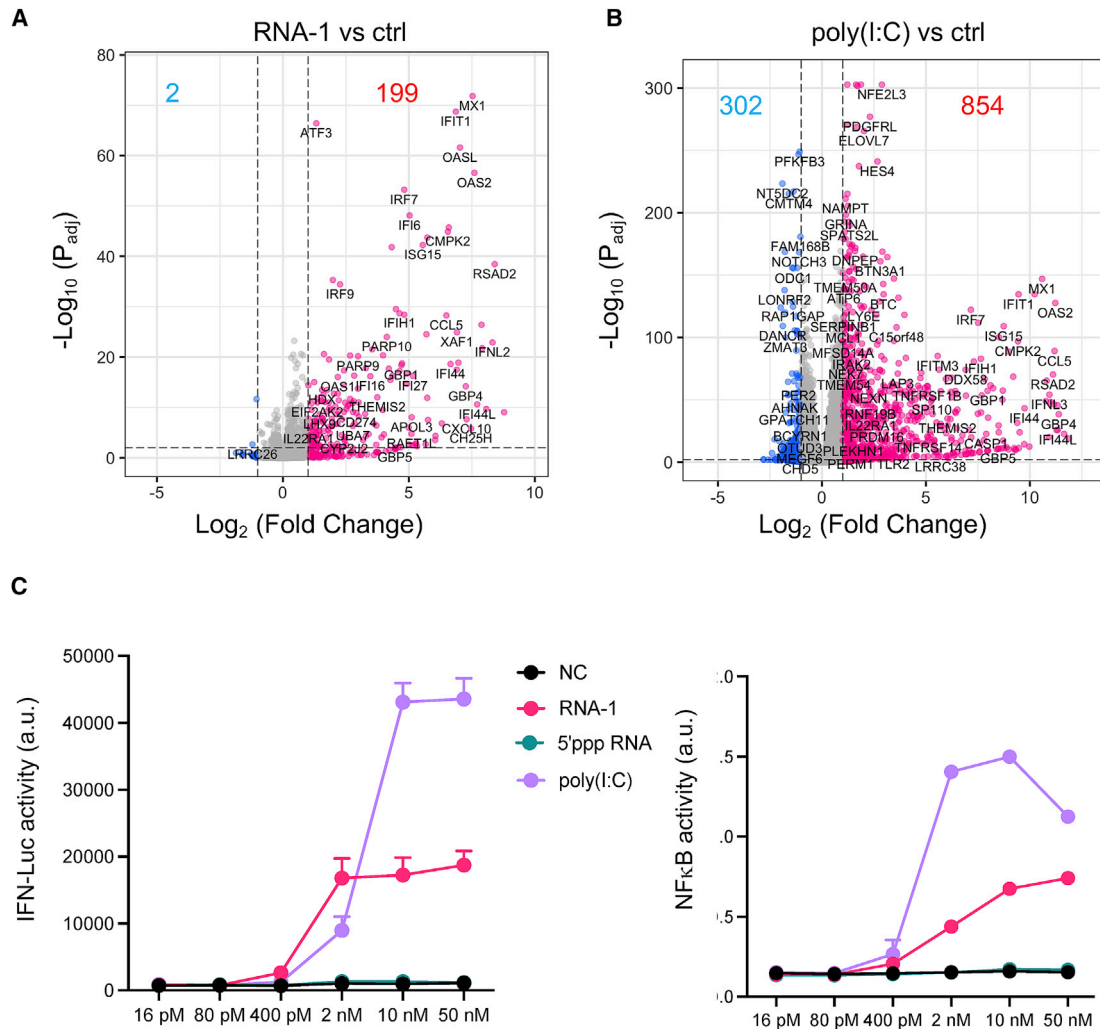 A
RNA-1 vs ctrl
80
60
40
20
0
-Log10 (Padj)
2
199
MX1
IFIT1
ATF3
OASL
OAS2
IRF7
IFI6
CMPK2
ISG15
RSAD2
IRF9
IFIH1
CCL5
XAF1
PARP10
IFNL2
PARP9
GBP1
IFI44
OAS1
IFI16
IFI27
HDX
GBP4
THEMIS2
EIF2AK2
IFI44L
LHX9
CD274
APOL3
CXCL10
IL22RA1
UBA7
RAET1L
CH25H
LRRC26
CYP2J2
GBP5
-5
0
5
10
Log2 (Fold Change)
B
poly(I:C) vs ctrl
300
200
100
0
-Log10 (Padj)
302
854
NFE2L3
PDGFRL
ELOVL7
PFKFB3
HES4
NT5DC2
CMTM4
NAMPT
GRINA
SPATS2L
FAM168B
NOTCH3
DNPEP
BTN3A1
ODC1
TMEM50A
MX1
LONRF2
ATP6
BTC
IFIT1
OAS2
RAP1GAP
LY6E
IRF7
SERPINB1
DANCR
MCL1
C15orf48
ISG15
ZMAT3
CMPK2
MFSD14A
IRAK2
IFITM3
IFIH1
CCL5
NEK7
DDX58
TMEM54
LAP3
RSAD2
PER2
NEXN
TNFRSF1B
GBP1
AHNAK
RNF19B
SP110
IFNL3
GPATCH11
IL22RA1
IFI44
BCYRN1
PRDM16
THEMIS2
GBP4
OTUD3
PLEKHN1
TNFRSF14
CASP1
IFI44L
MEGF6
PERM1
TLR2
LRRC38
GBP5
CHD5
-5
0
5
10
Log2 (Fold Change)
C
50000
40000
30000
20000
10000
0
IFN-Luc activity (a.u.)
16 pM
80 pM
400 pM
2 nM
10 nM
50 nM
NC
RNA-1
5'ppp RNA
poly(I:C)
.0
.5
.0
.5
.0
NFκB activity (a.u.)
16 pM
80 pM
400 pM
2 nM
10 nM
50 nM